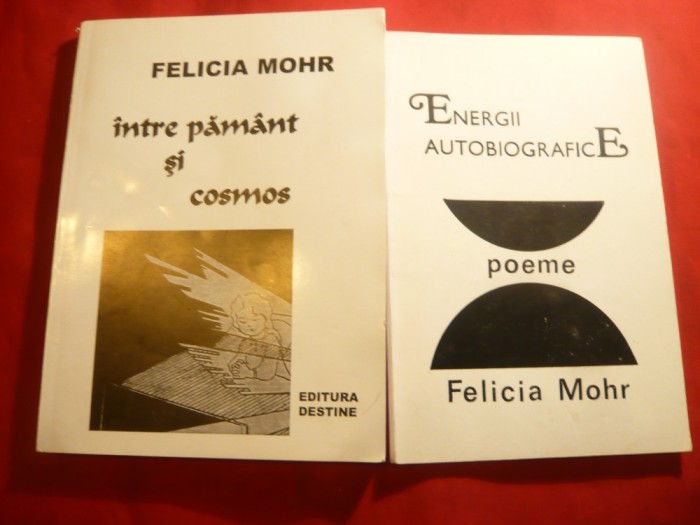 FELICIA MOHR
între pământ
şi
cosmos
EDITURA
DESTINE
ENERGII
AUTOBIOGRAFICE
poeme
Felicia Mohr